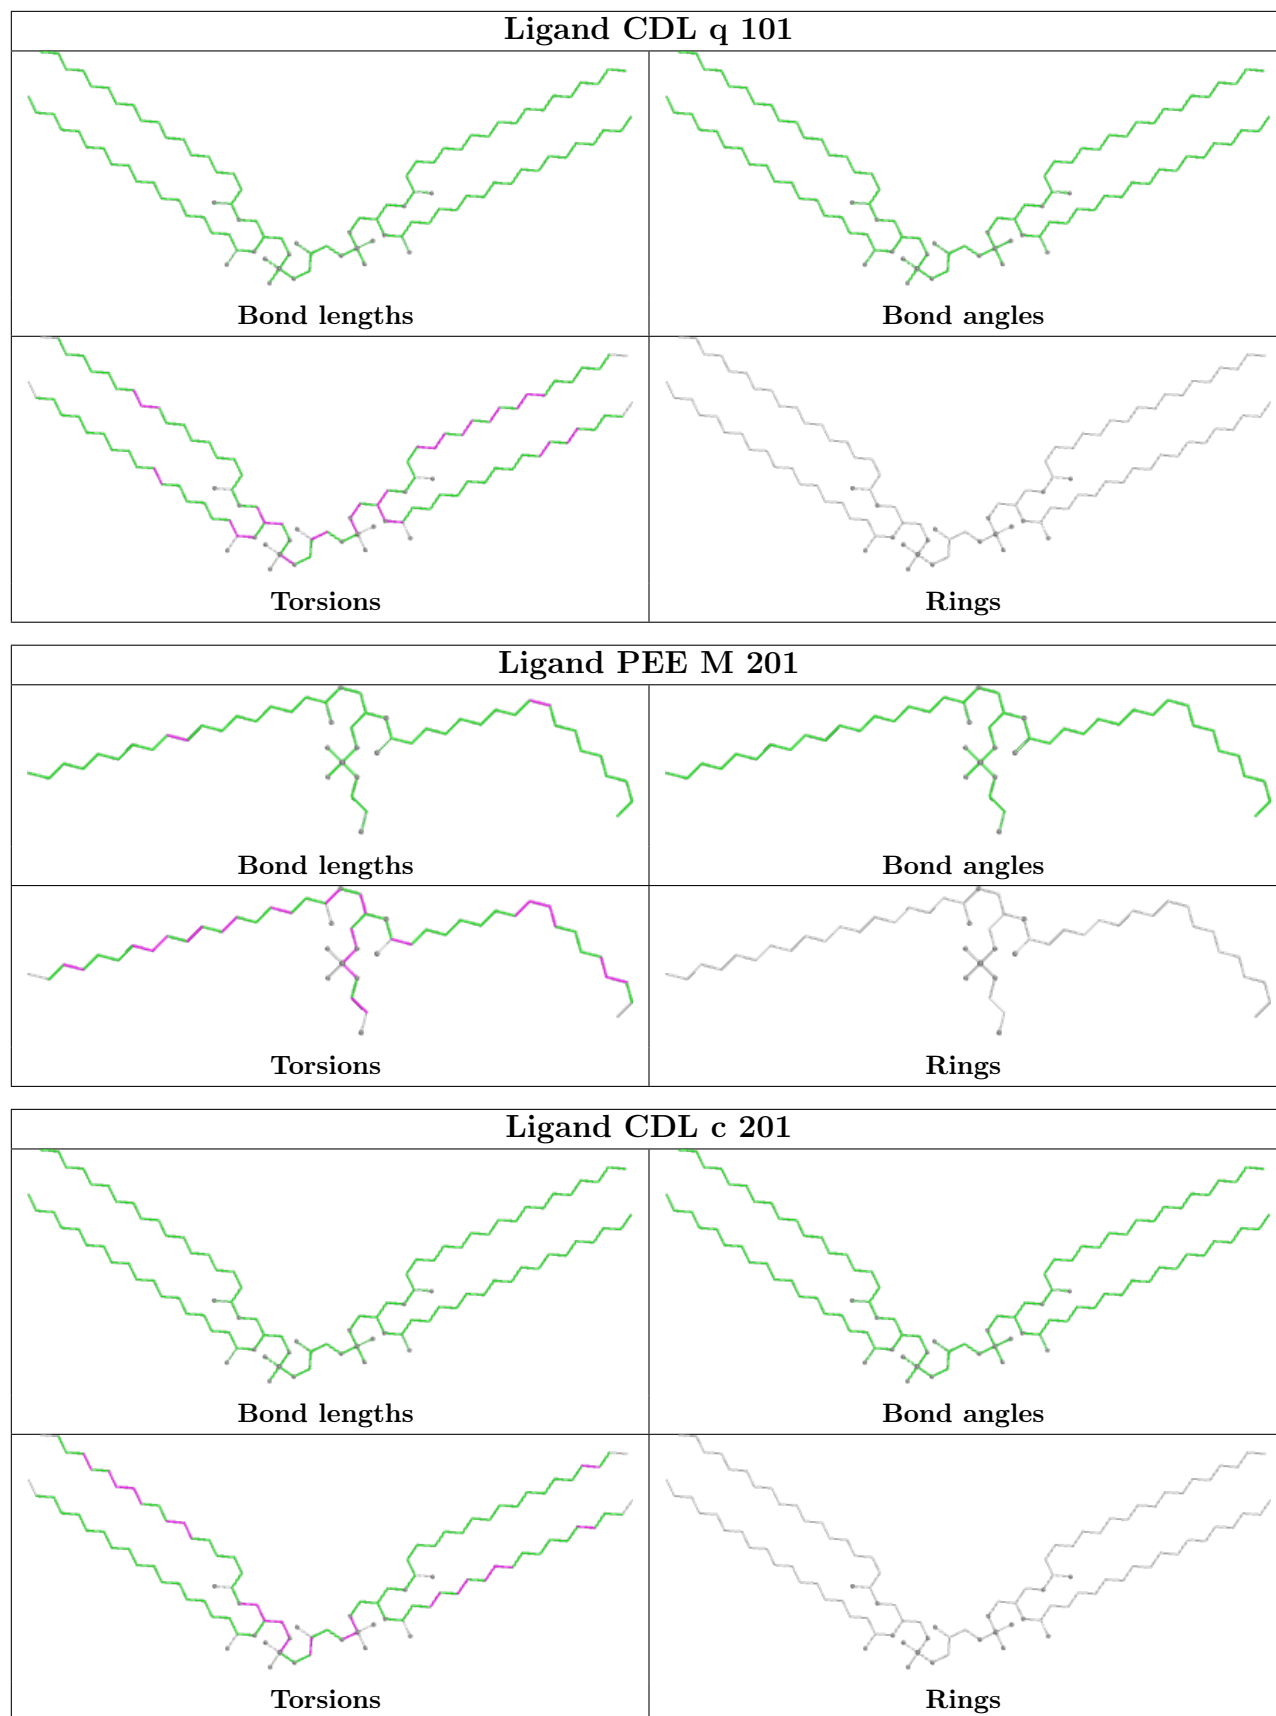 Ligand CDL q 101
Bond lengths
Bond angles
Torsions
Rings
Ligand PEE M 201
Bond lengths
Bond angles
Torsions
Rings
Ligand CDL c 201
Bond lengths
Bond angles
Torsions
Rings